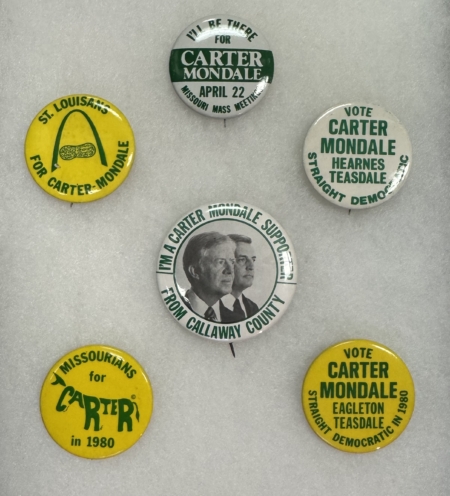 I'LL BE THERE
FOR
CARTER
MONDALE
APRIL 22
MISSOURI MASS MEETING
ST. LOUISANS
FOR CARTER-MONDALE
VOTE
CARTER
MONDALE
HEARNES
TEASDALE
STRAIGHT DEMOCRATIC
I'M A CARTER MONDALE SUPPORTER
FROM CALLAWAY COUNTY
MISSOURIANS
for
CARTER
in 1980
VOTE
CARTER
MONDALE
EAGLETON
TEASDALE
STRAIGHT DEMOCRATIC IN 1980